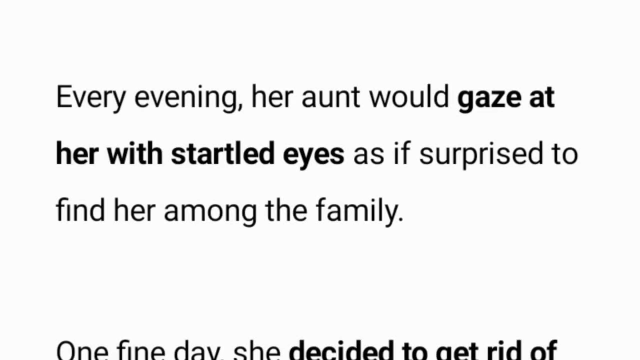 Every evening, her aunt would gaze at
her with startled eyes as if surprised to
find her among the family.
One fine day, she decided to get rid of